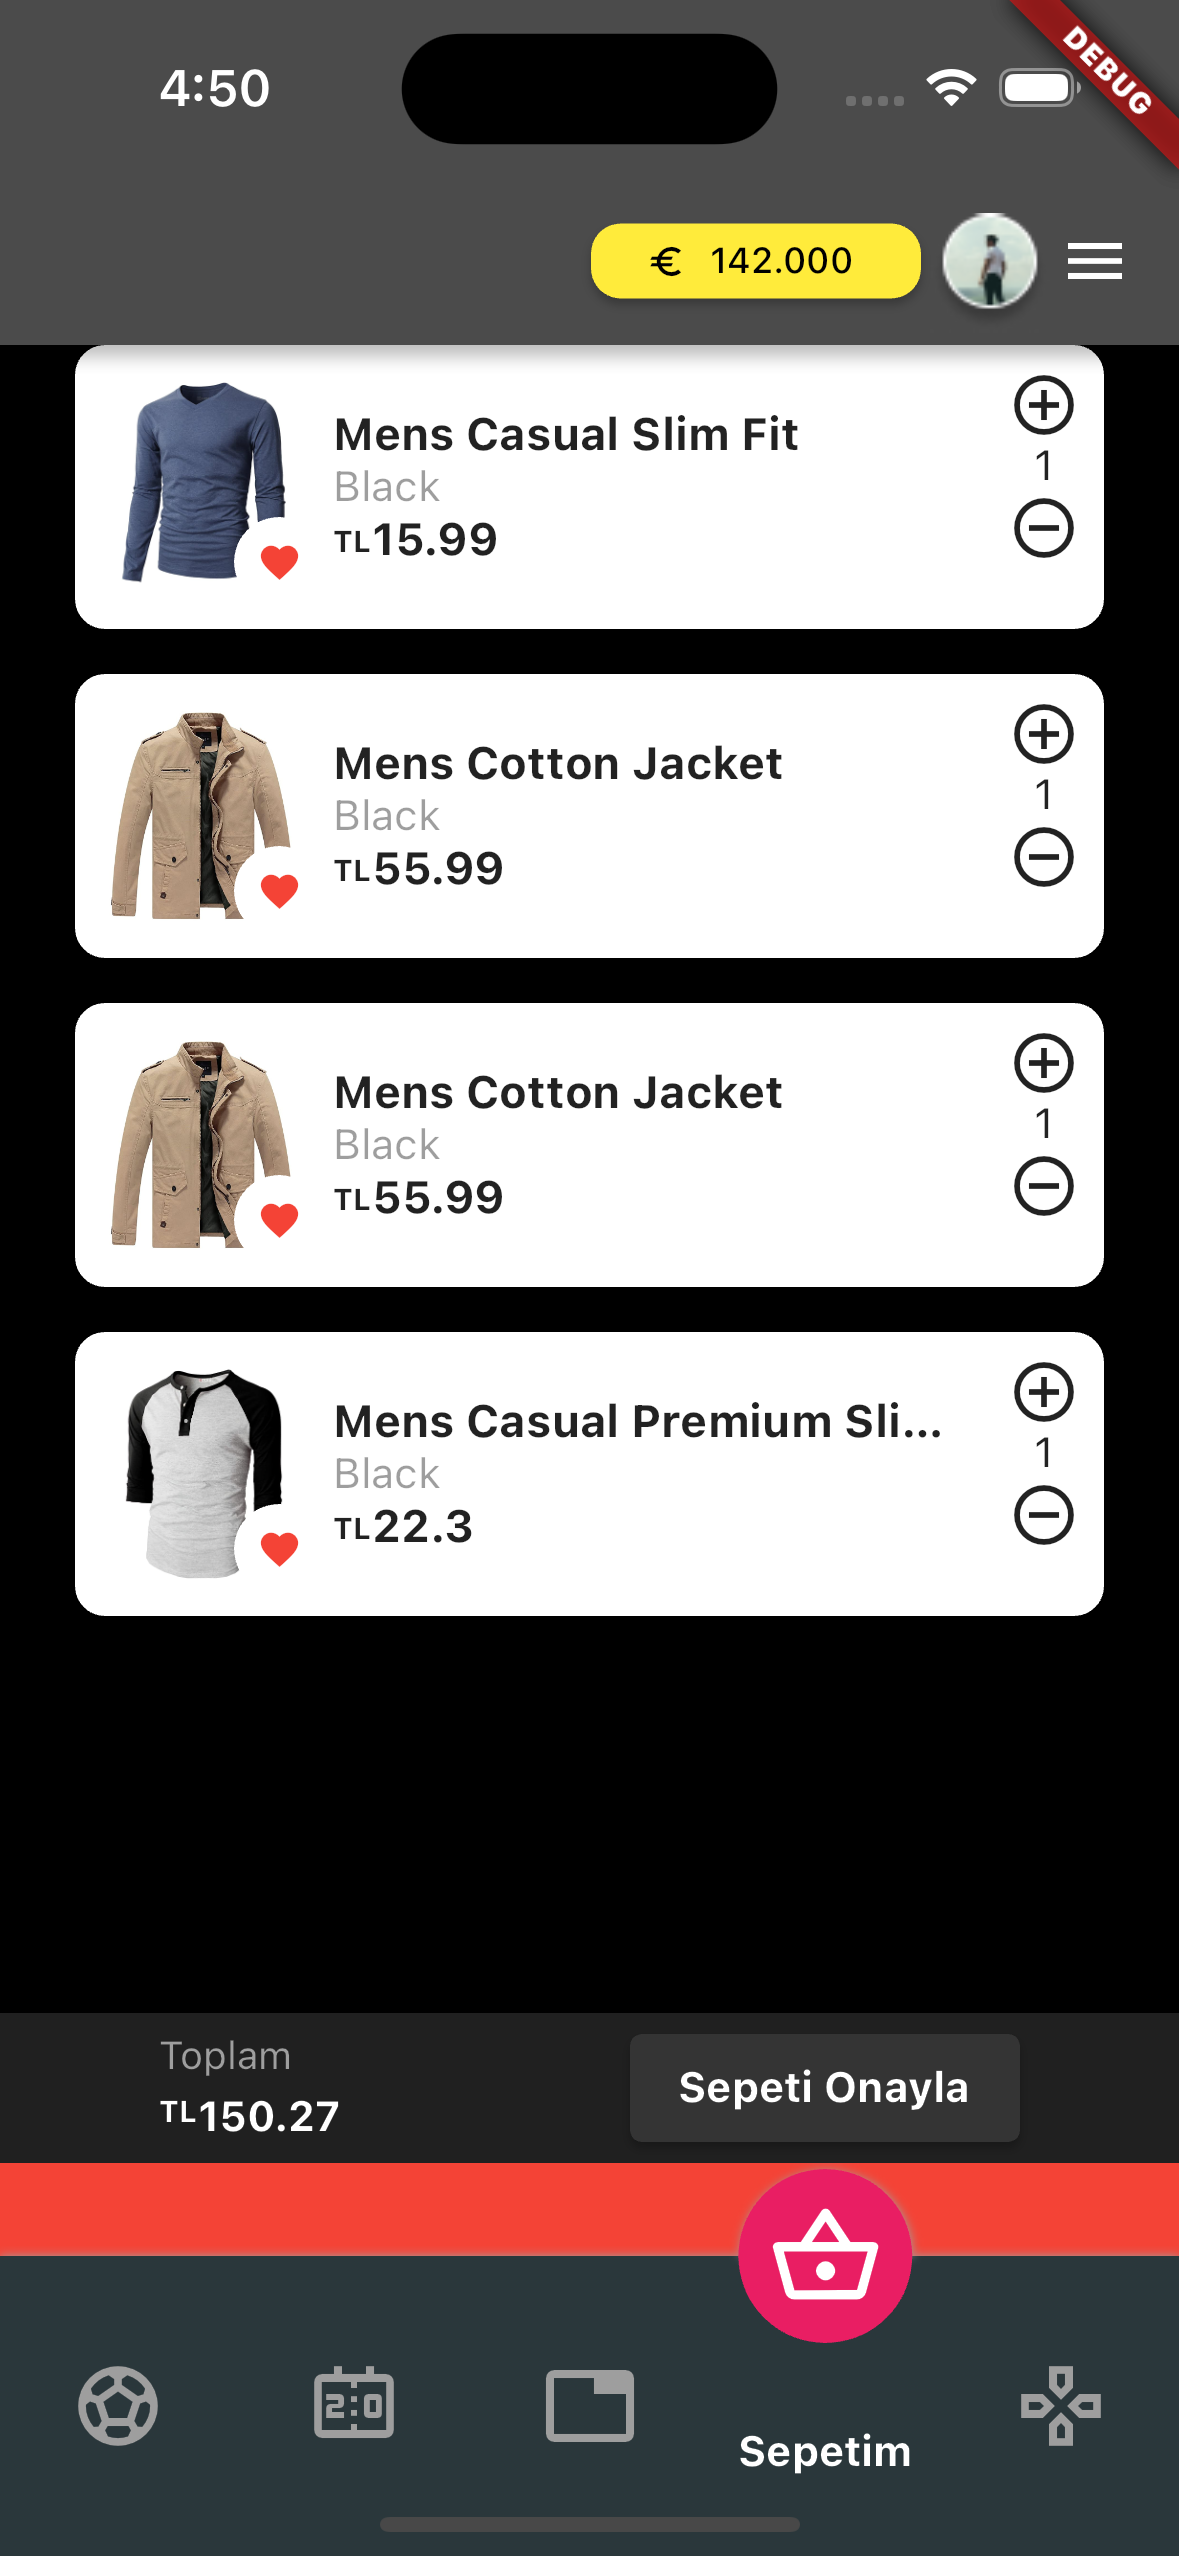 4:50
DEBUG
€ 142.000
Mens Casual Slim Fit
Black
TL15.99
1
Mens Cotton Jacket
Black
TL55.99
1
Mens Cotton Jacket
Black
TL55.99
1
Mens Casual Premium Sli...
Black
TL22.3
1
Toplam
TL150.27
Sepeti Onayla
2:0
Sepetim